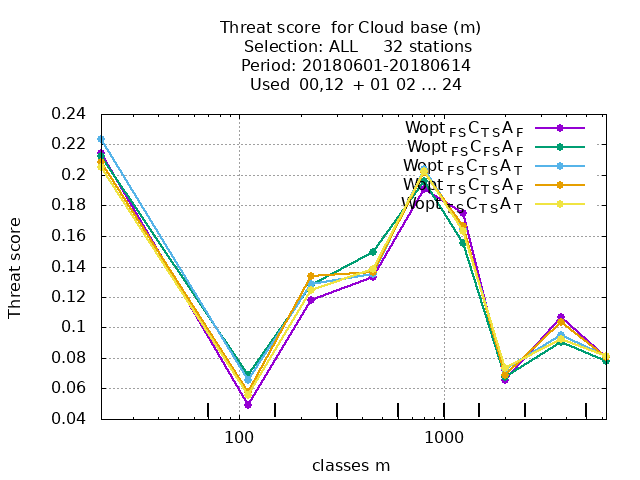 Threat score  for Cloud base (m)
Selection: ALL     32 stations
Period: 20180601-20180614
Used  00,12  + 01 02 ... 24
0.24
0.22
0.2
0.18
0.16
0.14
0.12
0.1
0.08
0.06
0.04
Threat score
Wopt FS C TS A F
Wopt FS C FS A F
Wopt FS C TS A T
Wopt TS C TS A F
Wopt TS C TS A T
100
1000
classes m